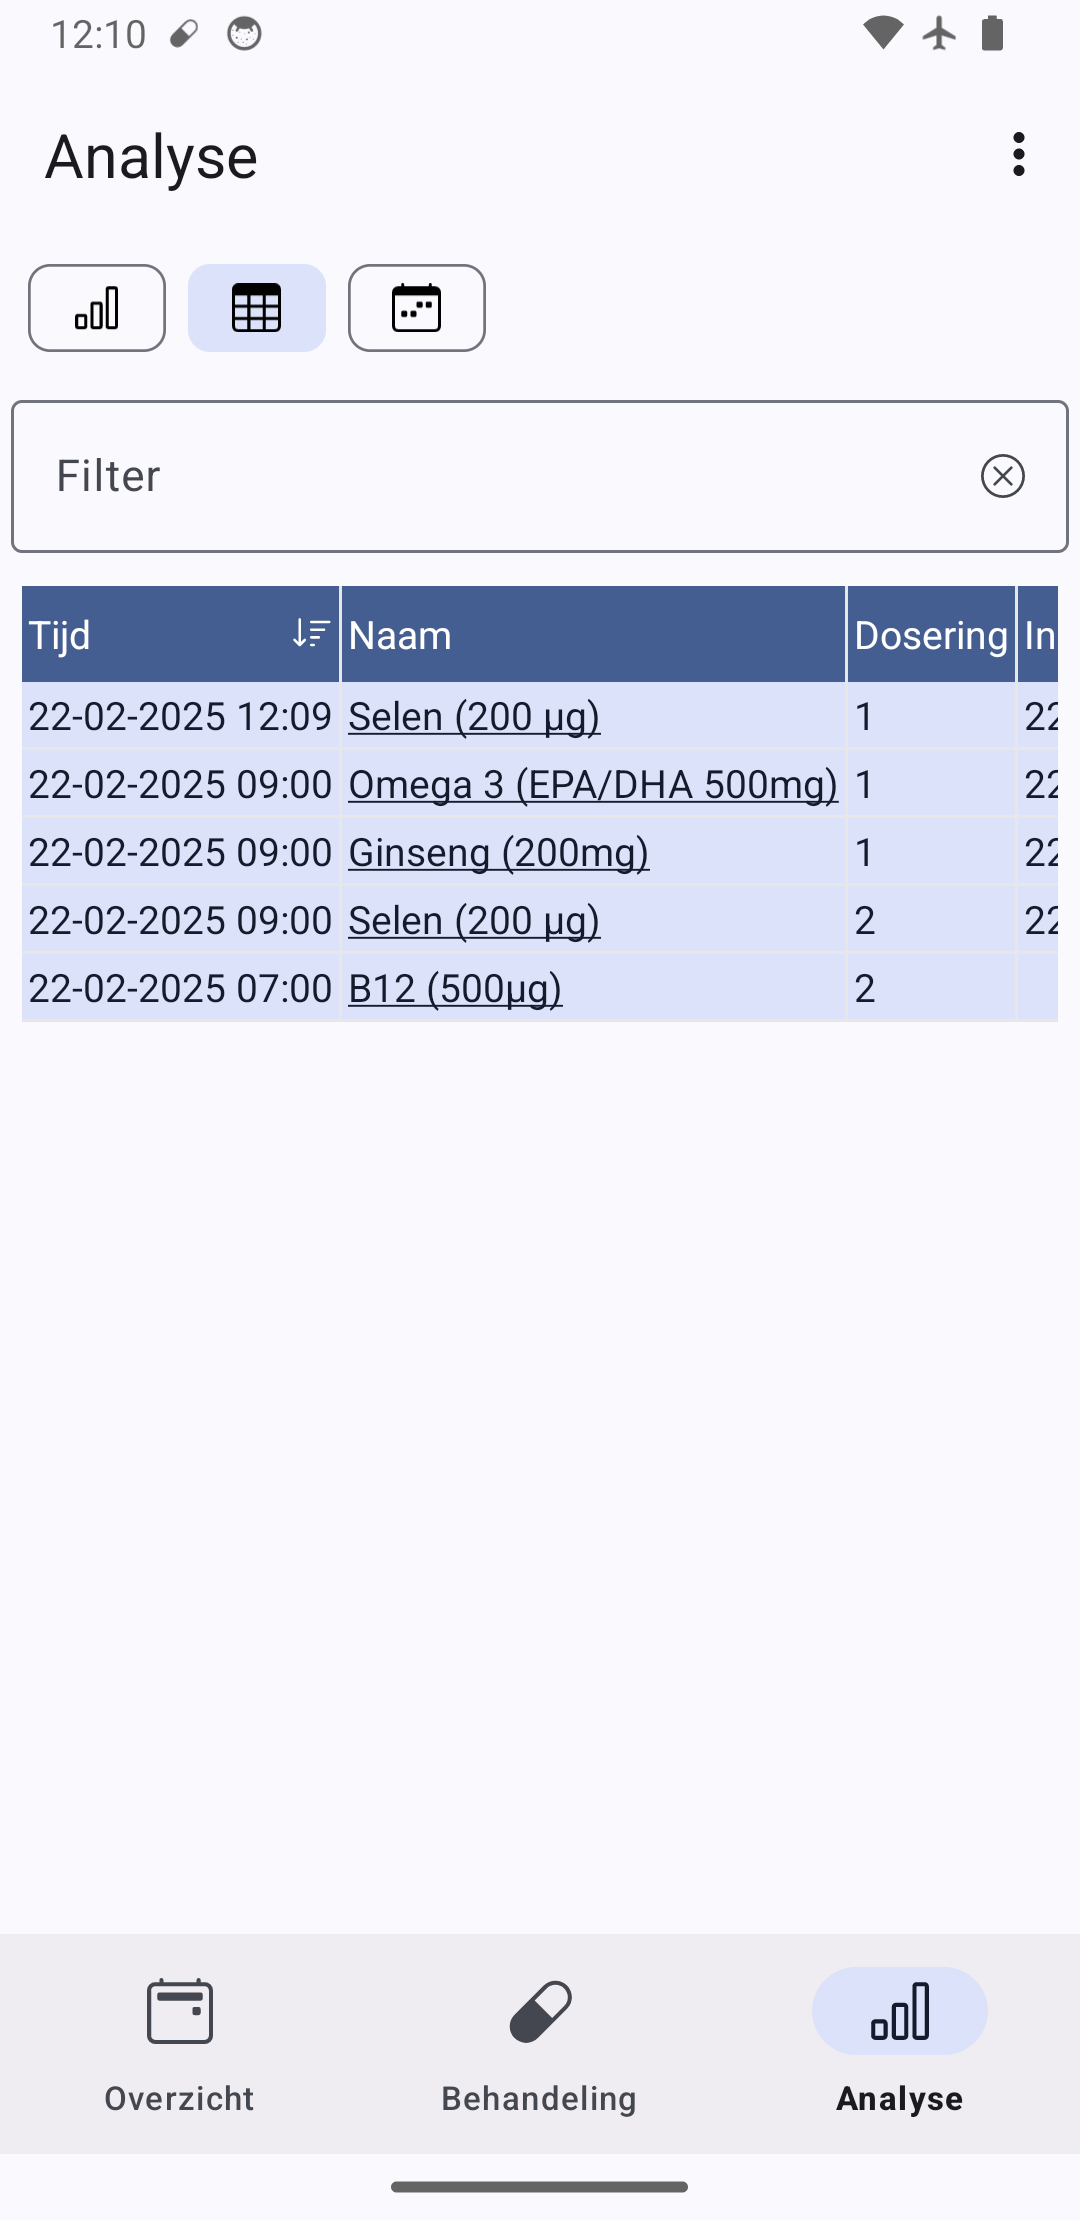 12:10
Analyse
Filter
Tijd Naam Dosering In
22-02-2025 12:09 Selen (200 µg) 1 22
22-02-2025 09:00 Omega 3 (EPA/DHA 500mg) 1 22
22-02-2025 09:00 Ginseng (200mg) 1 22
22-02-2025 09:00 Selen (200 µg) 2 22
22-02-2025 07:00 B12 (500µg) 2
Overzicht Behandeling Analyse